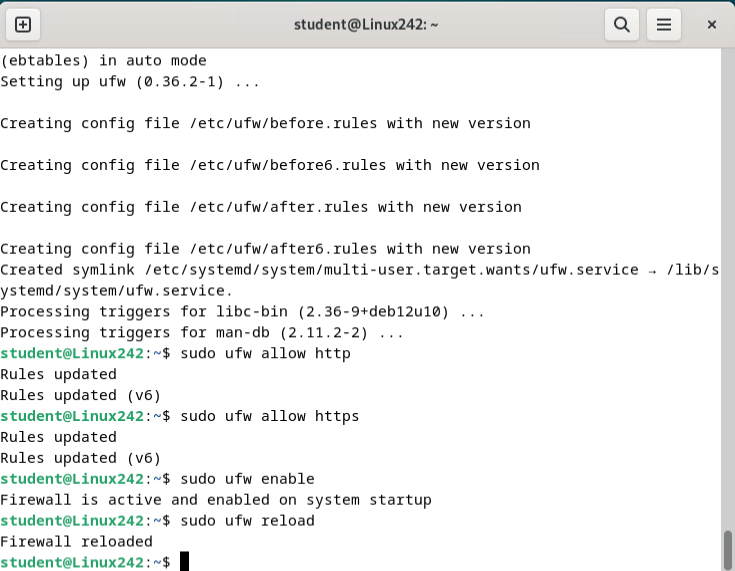 student@Linux242: ~
(ebtables) in auto mode
Setting up ufw (0.36.2-1) ...
Creating config file /etc/ufw/before.rules with new version
Creating config file /etc/ufw/before6.rules with new version
Creating config file /etc/ufw/after.rules with new version
Creating config file /etc/ufw/after6.rules with new version
Created symlink /etc/systemd/system/multi-user.target.wants/ufw.service → /lib/s
ystemd/system/ufw.service.
Processing triggers for libc-bin (2.36-9+deb12u10) ...
Processing triggers for man-db (2.11.2-2) ...
student@Linux242:~$ sudo ufw allow http
Rules updated
Rules updated (v6)
student@Linux242:~$ sudo ufw allow https
Rules updated
Rules updated (v6)
student@Linux242:~$ sudo ufw enable
Firewall is active and enabled on system startup
student@Linux242:~$ sudo ufw reload
Firewall reloaded
student@Linux242:~$